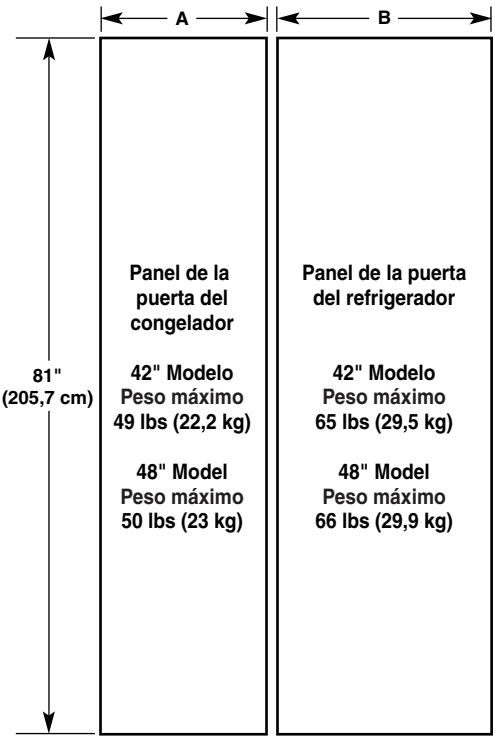 A
B
81"
(205,7 cm)
Panel de la
puerta del
congelador
42" Modelo
Peso máximo
49 lbs (22,2 kg)
48" Model
Peso máximo
50 lbs (23 kg)
Panel de la puerta
del refrigerador
42" Modelo
Peso máximo
65 lbs (29,5 kg)
48" Model
Peso máximo
66 lbs (29,9 kg)